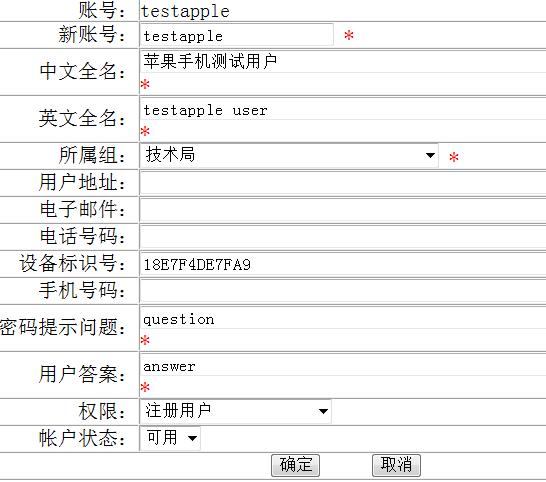 账号: testapple
新账号: testapple *
中文全名: 苹果手机测试用户
*
英文全名: testapple user
*
所属组: 技术局 *
用户地址:
电子邮件:
电话号码:
设备标识号: 18E7F4DE7FA9
手机号码:
密码提示问题: question
*
用户答案: answer
*
权限: 注册用户
帐户状态: 可用
确定 取消